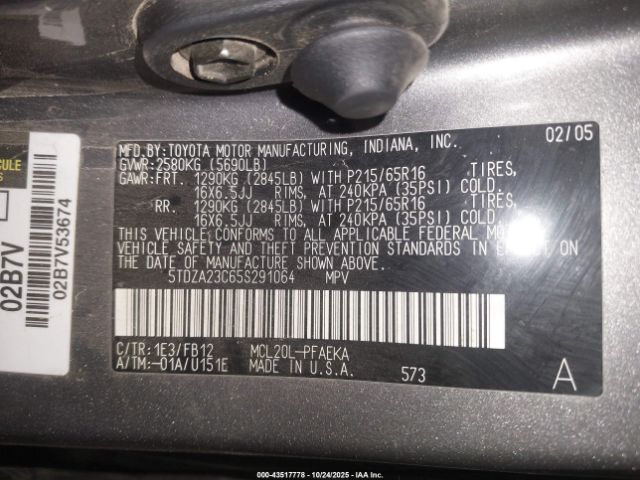 MFD.BY:TOYOTA MOTOR MANUFACTURING, INDIANA, INC. 02/05
GVWR:2580KG (5690LB)
GAWR:FRT. 1290KG (2845LB) WITH P215/65R16 TIRES,
16X6.5JJ RIMS, AT 240KPA (35PSI) COLD.
RR. 1290KG (2845LB) WITH P215/65R16 TIRES,
16X6.5JJ RIMS, AT 240KPA (35PSI) COLD.
THIS VEHICLE CONFORMS TO ALL APPLICABLE FEDERAL MOTOR
VEHICLE SAFETY AND THEFT PREVENTION STANDARDS IN EFFECT ON
THE DATE OF MANUFACTURE SHOWN ABOVE.
5TDZA23C65S291064 MPV
C/TR:1E3/FB12 MCL20L-PFAEKA
A/TM:-01A/U151E MADE IN U.S.A. 573 A
02B7V
02B7V53674
000-43517778 - 10/24/2025 - IAAI.com